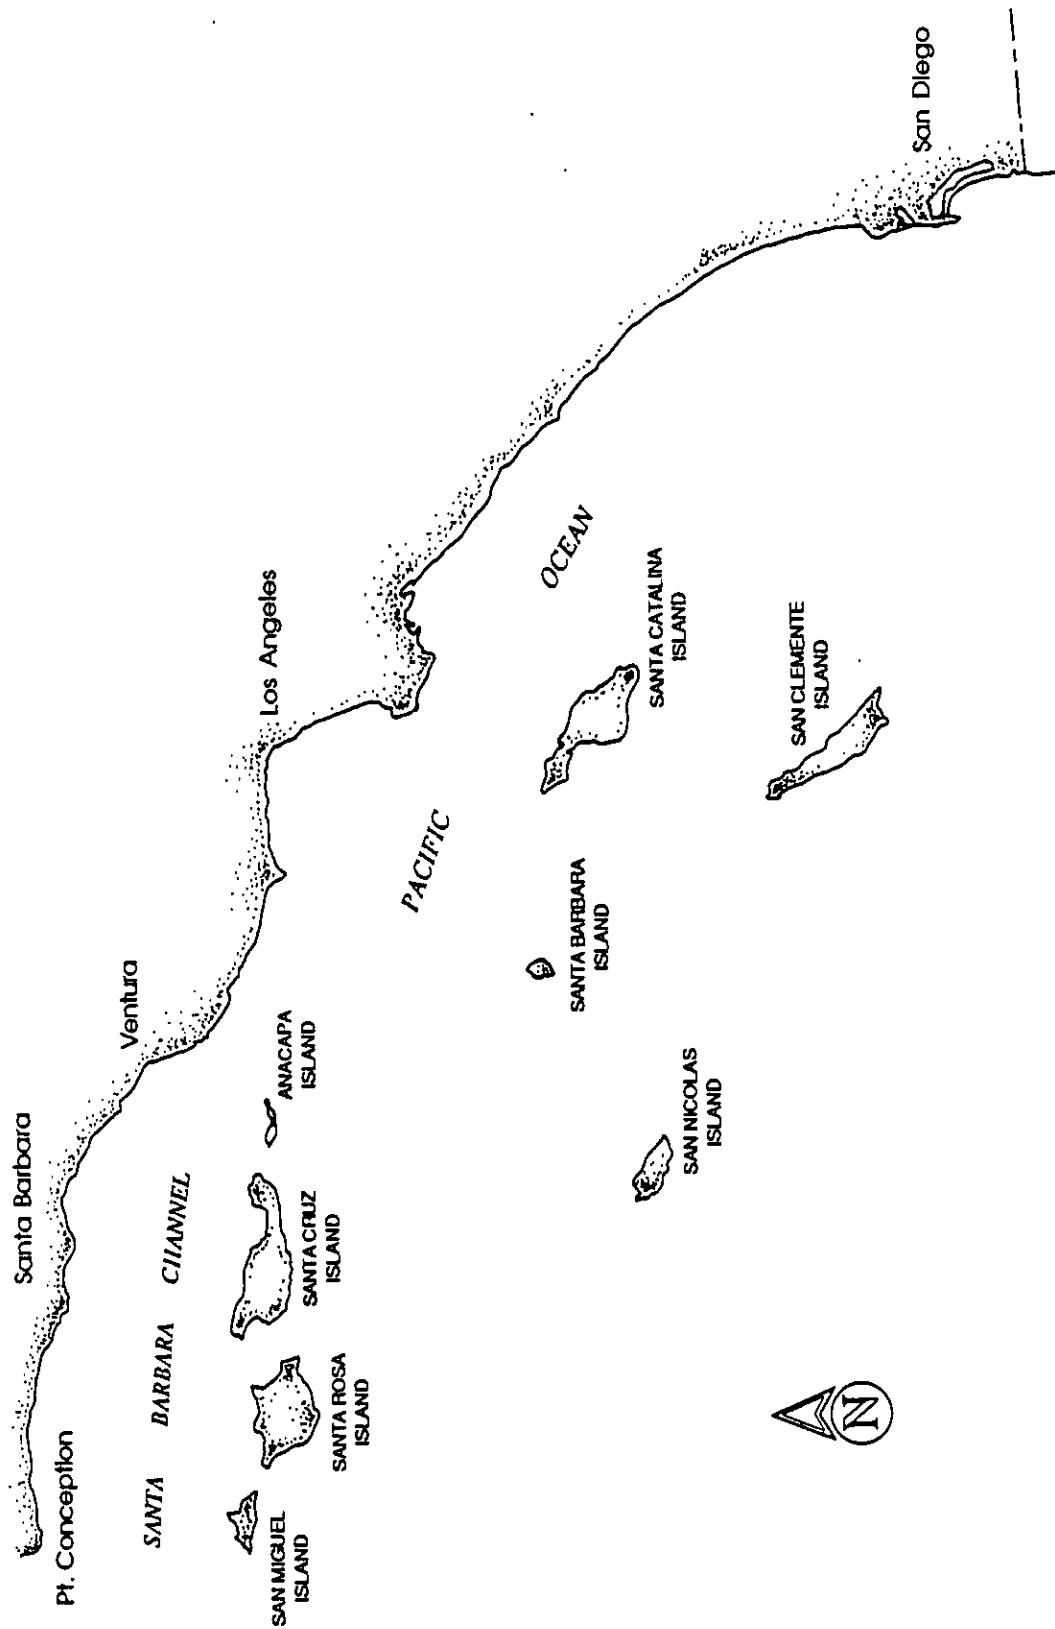 Pt. Conception
Santa Barbara
Ventura
Los Angeles
San Diego
SANTA BARBARA CHANNEL
SAN MIGUEL
ISLAND
SANTA ROSA
ISLAND
SANTA CRUZ
ISLAND
ANACAPA
ISLAND
PACIFIC OCEAN
SANTA BARBARA
ISLAND
SAN NICOLAS
ISLAND
SANTA CATALINA
ISLAND
SAN CLEMENTE
ISLAND
N